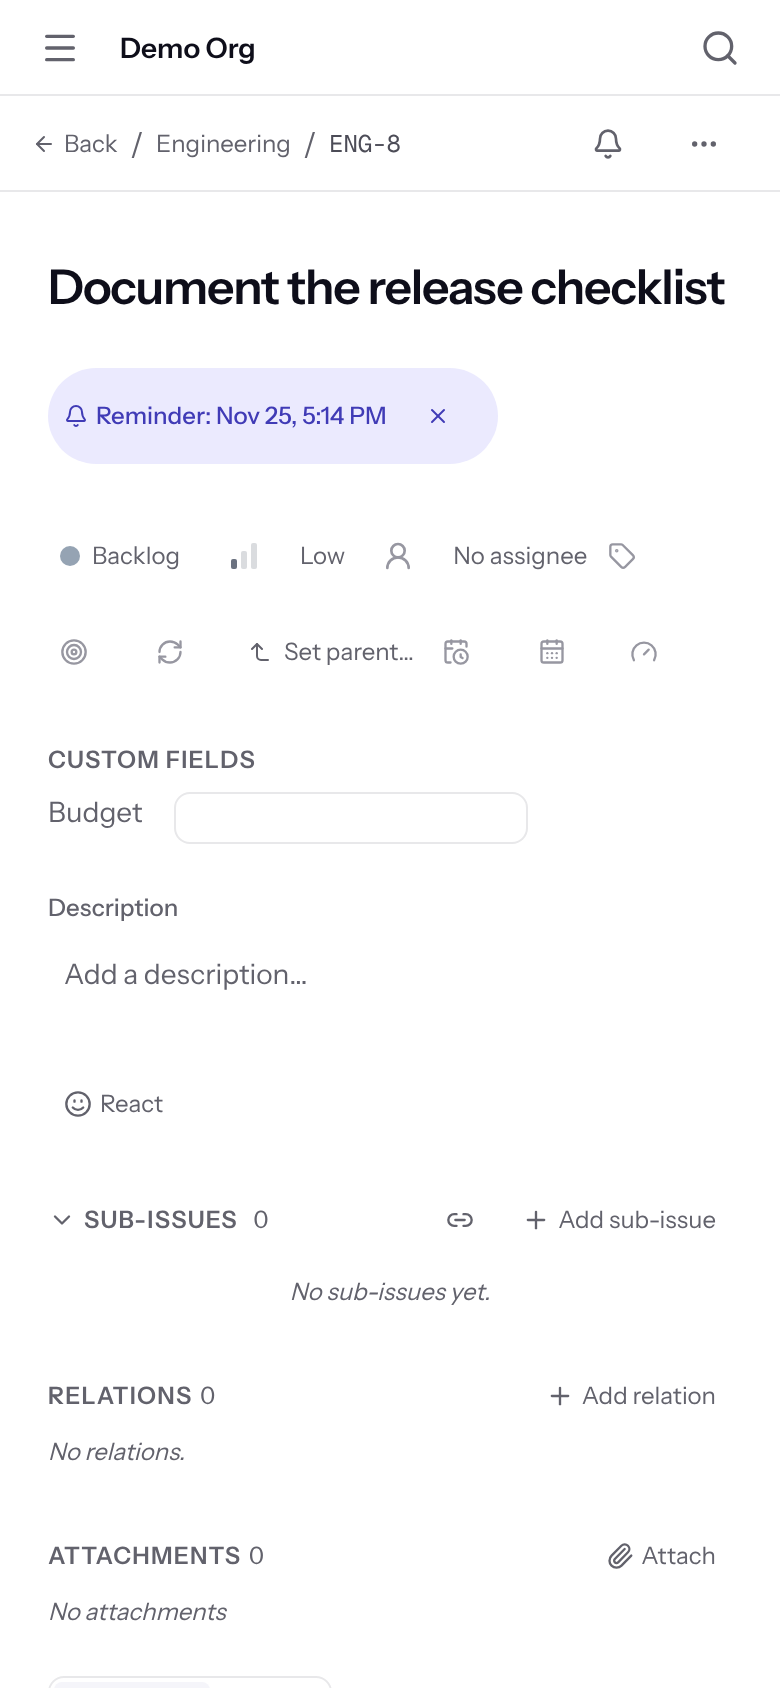 Demo Org
Back / Engineering / ENG-8
Document the release checklist
Reminder: Nov 25, 5:14 PM
Backlog Low No assignee
Set parent...
CUSTOM FIELDS
Budget
Description
Add a description...
React
SUB-ISSUES 0 Add sub-issue
No sub-issues yet.
RELATIONS 0 Add relation
No relations.
ATTACHMENTS 0 Attach
No attachments